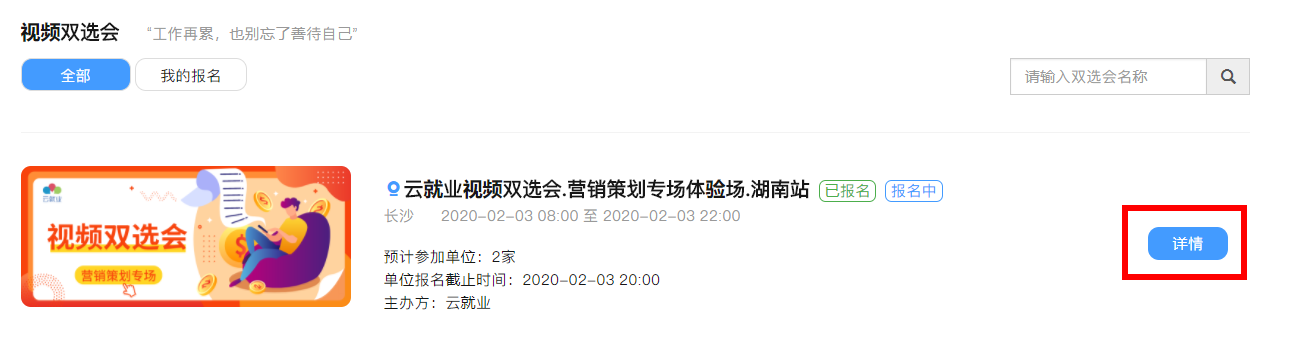 视频双选会 “工作再累，也别忘了善待自己”
全部 我的报名 请输入双选会名称
云就业
视频双选会
营销策划专场
云就业视频双选会.营销策划专场体验场.湖南站 已报名 报名中
长沙 2020-02-03 08:00 至 2020-02-03 22:00
详情
预计参加单位：2家
单位报名截止时间：2020-02-03 20:00
主办方：云就业